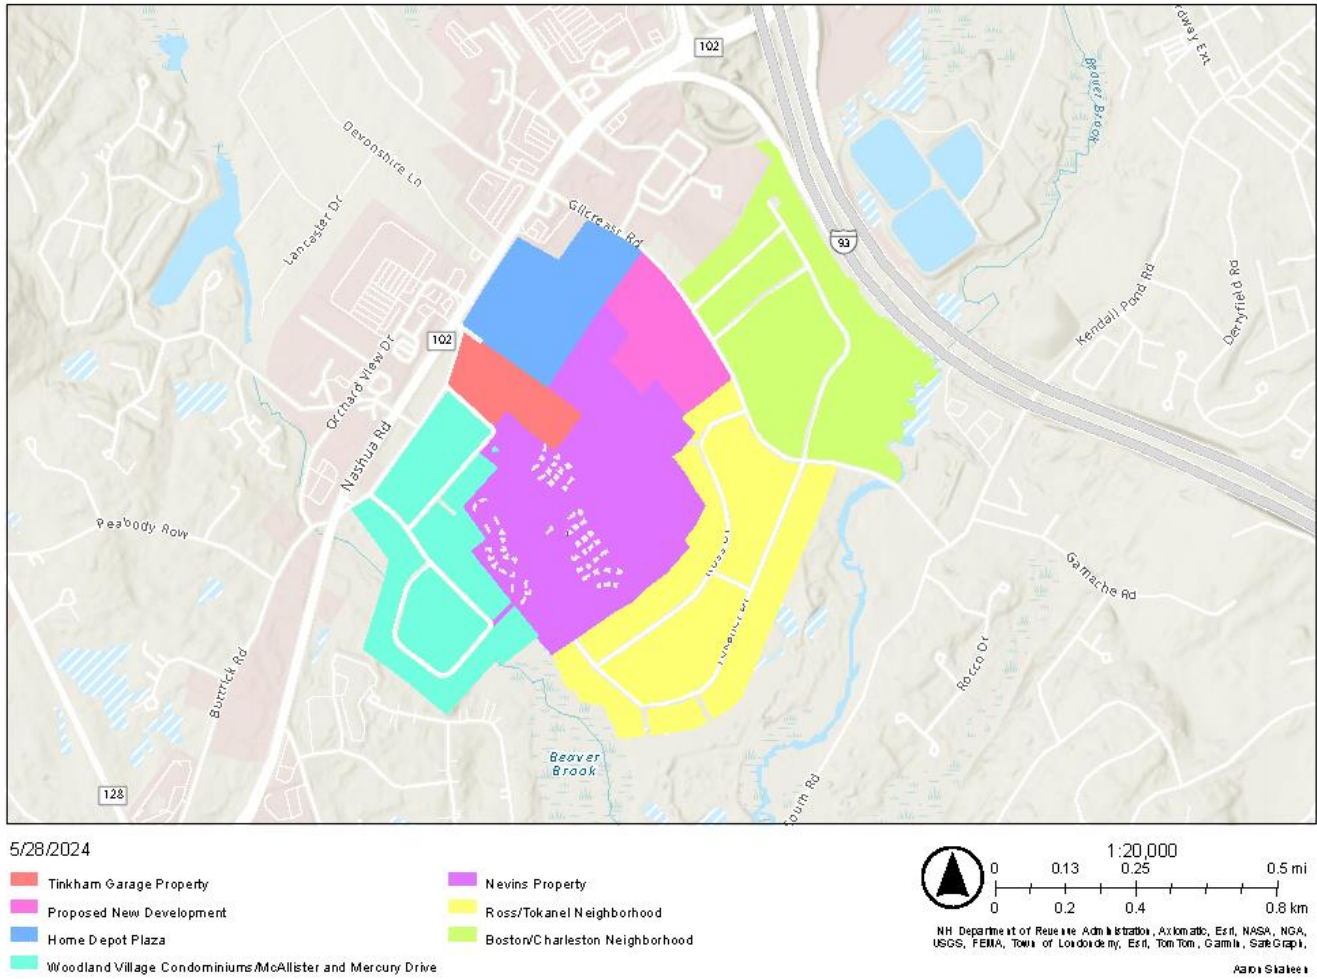 102
rdway Ext
Beaver Brook
Devonshire Ln
Lancaster Dr
Gilcreast Rd
93
Kendall Pond Rd
Derryfield Rd
102
Orchard View Dr
Nashua Rd
Peabody Row
Ross Dr
Tokanel Dr
Gamache Rd
Rocco Dr
Buttrick Rd
Beaver
Brook
South Rd
128
5/28/2024
Tinkham Garage Property
Proposed New Development
Home Depot Plaza
Woodland Village Condominiums/McAllister and Mercury Drive
Nevins Property
Ross/Tokanel Neighborhood
Boston/Charleston Neighborhood
1:20,000
0 0.13 0.25 0.5 mi
0 0.2 0.4 0.8 km
NH Department of Revenue Administration, Axiomatic, Esri, NASA, NGA,
USGS, FEMA, Town of Londonderry, Esri, TomTom, Garmin, SafeGraph,
Aaron Shaheen